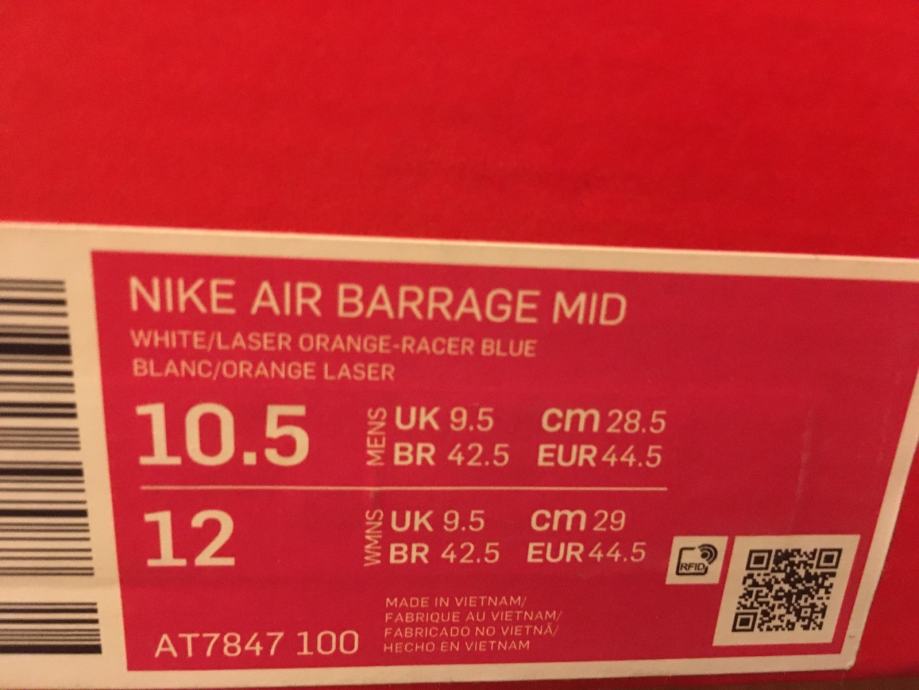 NIKE AIR BARRAGE MID
WHITE/LASER ORANGE-RACER BLUE
BLANC/ORANGE LASER
10.5 MENS UK 9.5 cm 28.5
BR 42.5 EUR 44.5
12 WMNS UK 9.5 cm 29
BR 42.5 EUR 44.5
RFID
AT7847 100
MADE IN VIETNAM/
FABRIQUE AU VIETNAM/
FABRICADO NO VIETNÃ/
HECHO EN VIETNAM